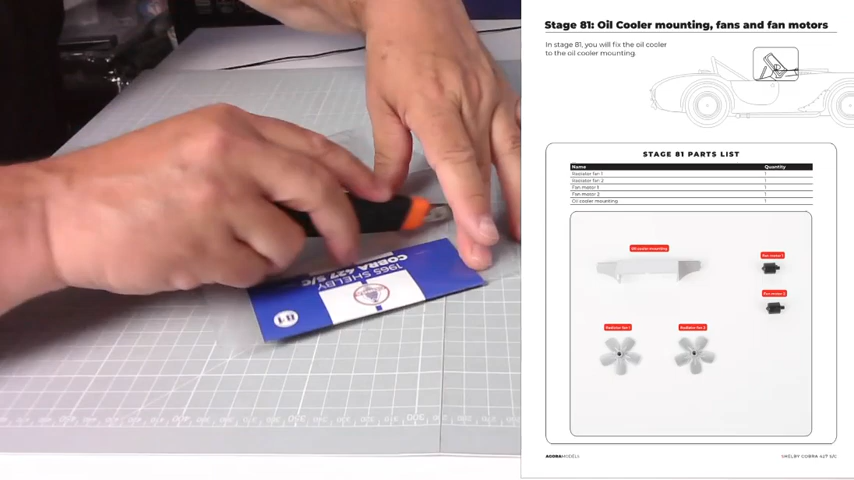 1965 SHELBY
COBRA 427 S/C
81
Stage 81: Oil Cooler mounting, fans and fan motors
In stage 81, you will fix the oil cooler
to the oil cooler mounting.
STAGE 81 PARTS LIST
Name Quantity
Radiator fan 1 1
Radiator fan 2 1
Fan motor 1 1
Fan motor 2 1
Oil cooler mounting 1
Oil cooler mounting
Fan motor 1
Fan motor 2
Radiator fan 1
Radiator fan 2
AGORAMODELS
SHELBY COBRA 427 S/C